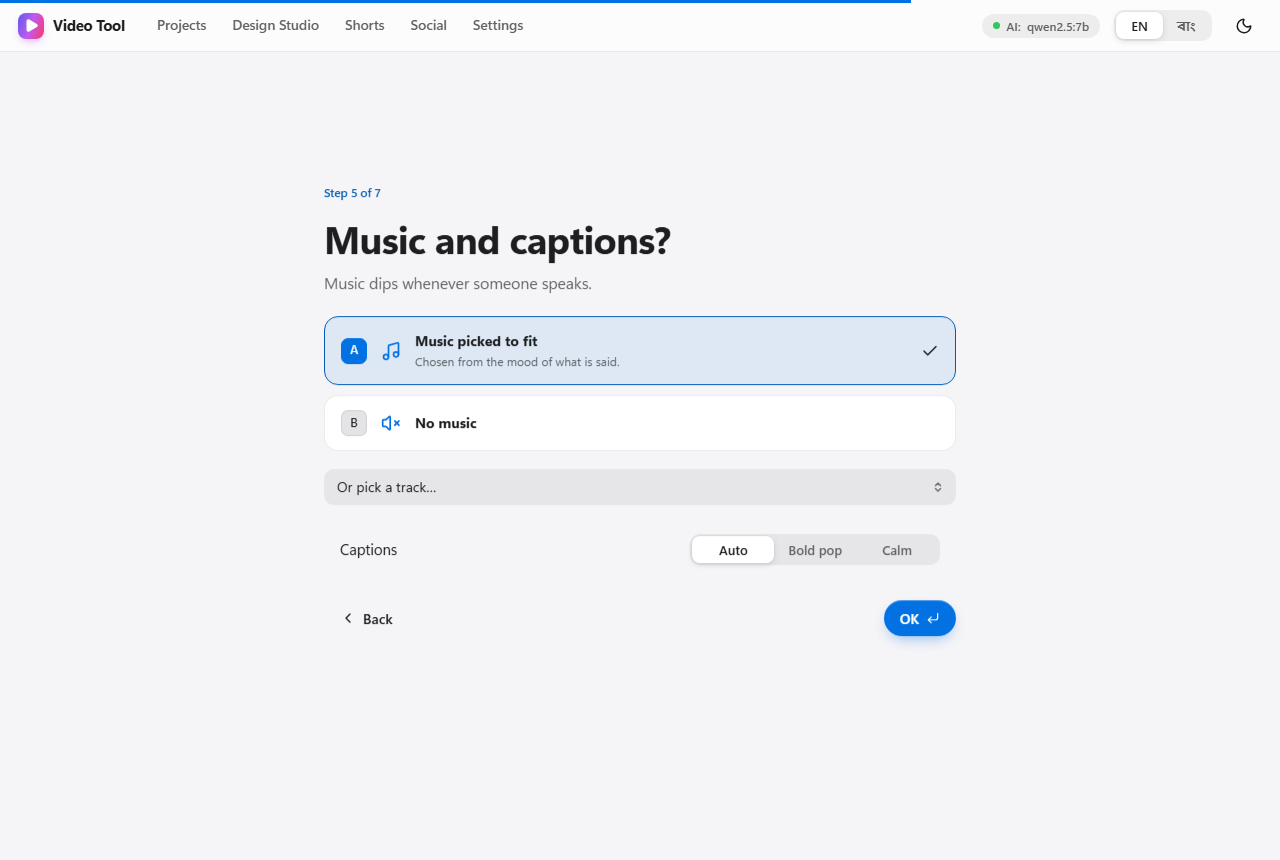 Video Tool
Projects
Design Studio
Shorts
Social
Settings
AI: qwen2.5:7b
EN
বাং
Step 5 of 7
Music and captions?
Music dips whenever someone speaks.
A
Music picked to fit
Chosen from the mood of what is said.
B
No music
Or pick a track...
Captions
Auto
Bold pop
Calm
Back
OK